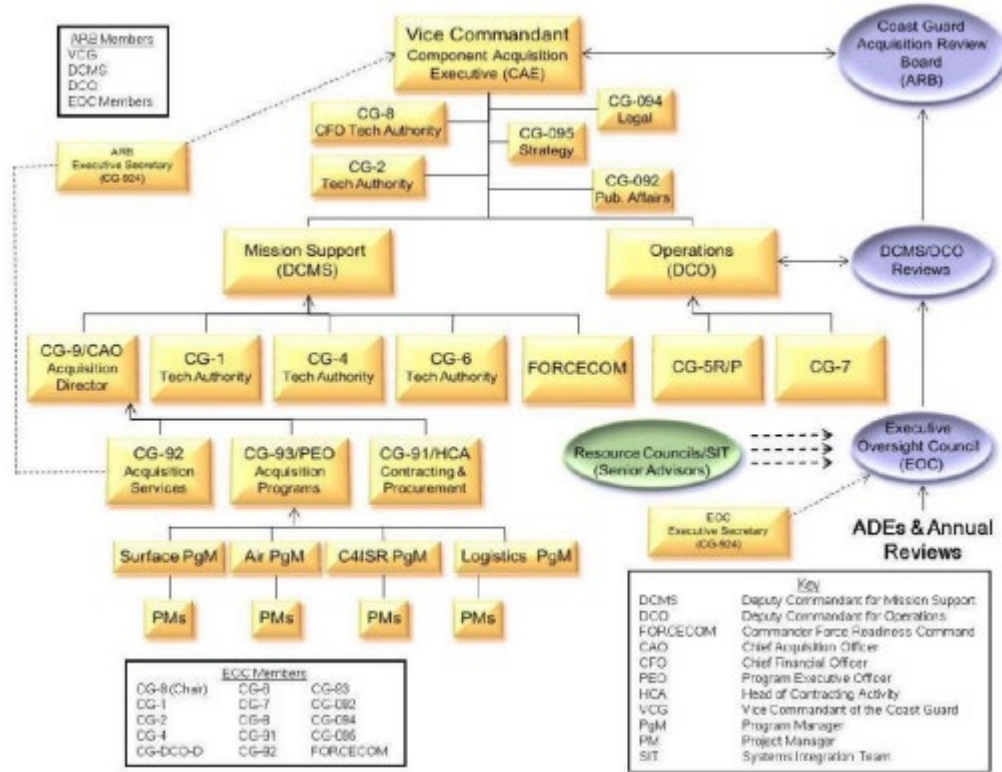 ARB Members
VCG
DCMS
DCO
EOC Members
Vice Commandant
Component Acquisition
Executive (CAE)
Coast Guard
Acquisition Review
Board
(ARB)
CG-8
CFO Tech Authority
CG-094
Legal
CG-095
Strategy
CG-2
Tech Authority
CG-092
Pub. Affairs
ARB
Executive Secretary
(CG-924)
Mission Support
(DCMS)
Operations
(DCO)
DCMS/DCO
Reviews
CG-9/CAO
Acquisition
Director
CG-1
Tech Authority
CG-4
Tech Authority
CG-6
Tech Authority
FORCECOM
CG-5R/P
CG-7
CG-92
Acquisition
Services
CG-93/PEO
Acquisition
Programs
CG-91/HCA
Contracting &
Procurement
Resource Councils/SIT
(Senior Advisors)
Executive
Oversight Council
(EOC)
EOC
Executive Secretary
(CG-924)
ADEs & Annual
Reviews
Surface PgM
Air PgM
C4ISR PgM
Logistics PgM
PMs
PMs
PMs
PMs
EOC Members
CG-1
CG-2
CG-4
CG-DCO-D
CG-7
CG-91
CG-92
CG-092
CG-094
FORCECOM
Key
DCMS Deputy Commandant for Mission Support
DCO Deputy Commandant for Operations
FORCECOM Commander Force Readiness Command
CAO Chief Acquisition Officer
CFO Chief Financial Officer
PEO Program Executive Officer
HCA Head of Contracting Activity
VCG Vice Commandant of the Coast Guard
PgM Program Manager
PM Project Manager
SIT Systems Integration Team